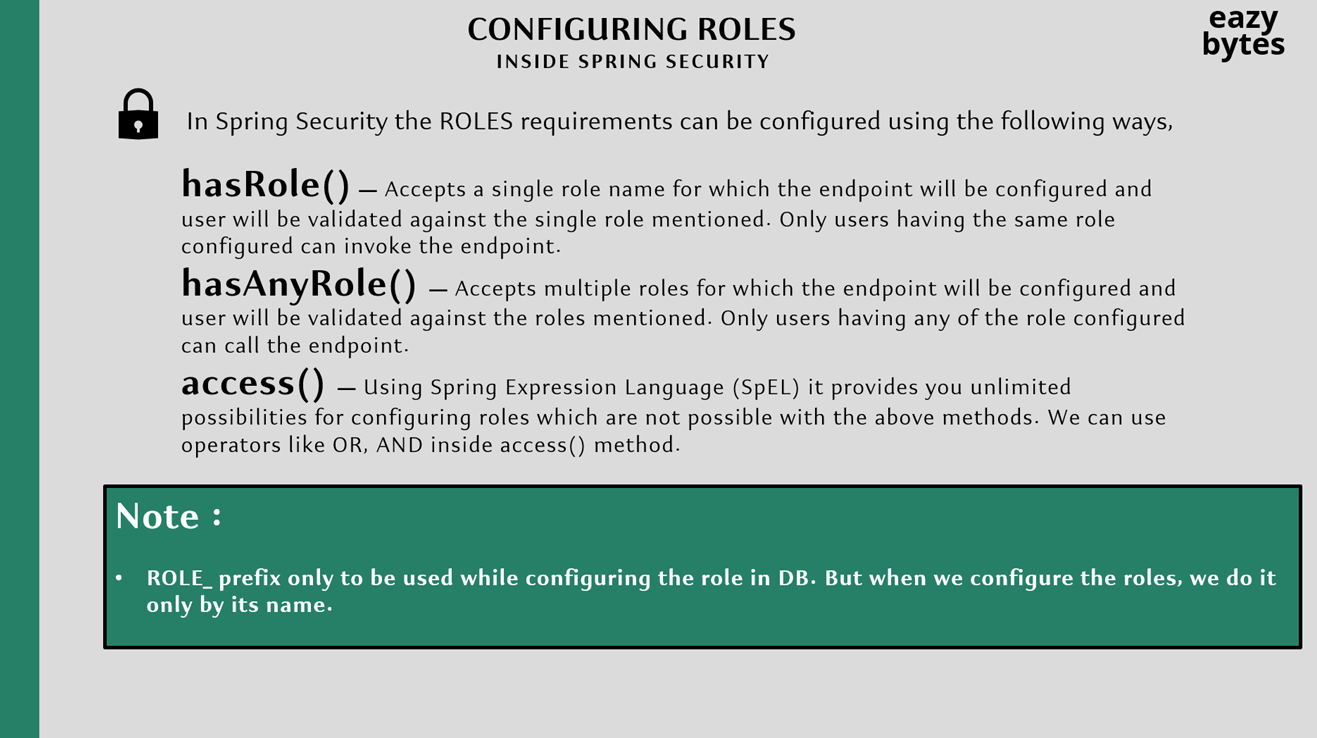 CONFIGURING ROLES
INSIDE SPRING SECURITY
eazy
bytes
In Spring Security the ROLES requirements can be configured using the following ways,
hasRole() – Accepts a single role name for which the endpoint will be configured and
user will be validated against the single role mentioned. Only users having the same role
configured can invoke the endpoint.
hasAnyRole() – Accepts multiple roles for which the endpoint will be configured and
user will be validated against the roles mentioned. Only users having any of the role configured
can call the endpoint.
access() – Using Spring Expression Language (SpEL) it provides you unlimited
possibilities for configuring roles which are not possible with the above methods. We can use
operators like OR, AND inside access() method.
Note :
• ROLE_ prefix only to be used while configuring the role in DB. But when we configure the roles, we do it
only by its name.